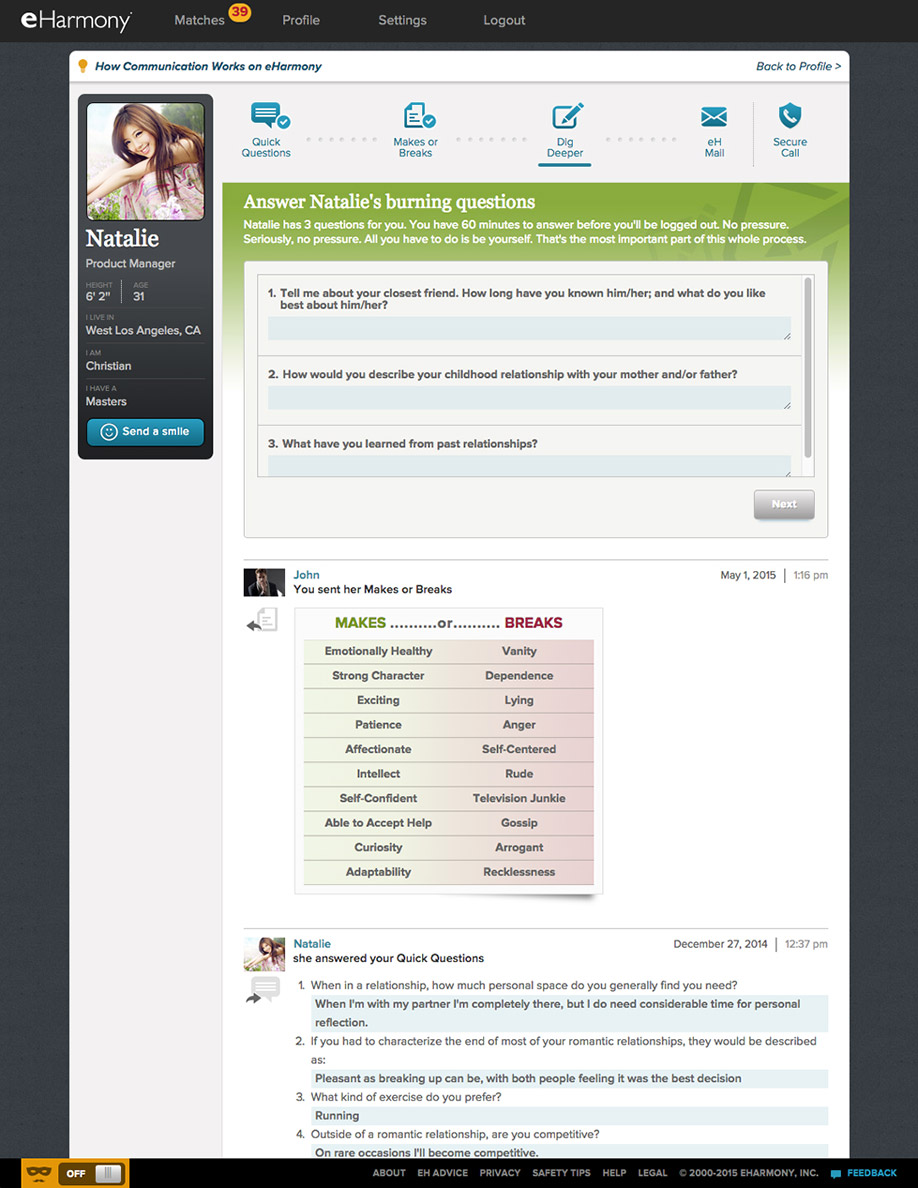 eHarmony
Matches 39 Profile Settings Logout
How Communication Works on eHarmony
Back to Profile >
Natalie
Product Manager
HEIGHT
AGE
6' 2"
31
I LIVE IN
West Los Angeles, CA
I AM
Christian
I HAVE A
Masters
Send a smile
Quick
Questions
Makes or
Breaks
Dig
Deeper
eH
Mail
Secure
Call
Answer Natalie's burning questions
Natalie has 3 questions for you. You have 60 minutes to answer before you'll be logged out. No pressure.
Seriously, no pressure. All you have to do is be yourself. That's the most important part of this whole process.
1. Tell me about your closest friend. How long have you known him/her; and what do you like
best about him/her?
2. How would you describe your childhood relationship with your mother and/or father?
3. What have you learned from past relationships?
Next
John
May 1, 2015 | 1:16 pm
You sent her Makes or Breaks
MAKES ..........or.......... BREAKS
Emotionally Healthy Vanity
Strong Character Dependence
Exciting Lying
Patience Anger
Affectionate Self-Centered
Intellect Rude
Self-Confident Television Junkie
Able to Accept Help Gossip
Curiosity Arrogant
Adaptability Recklessness
Natalie
December 27, 2014 | 12:37 pm
she answered your Quick Questions
1. When in a relationship, how much personal space do you generally find you need?
When I'm with my partner I'm completely there, but I do need considerable time for personal
reflection.
2. If you had to characterize the end of most of your romantic relationships, they would be described
as:
Pleasant as breaking up can be, with both people feeling it was the best decision
3. What kind of exercise do you prefer?
Running
4. Outside of a romantic relationship, are you competitive?
On rare occasions I'll become competitive.
OFF
ABOUT EH ADVICE PRIVACY SAFETY TIPS HELP LEGAL © 2000-2015 EHARMONY, INC. FEEDBACK